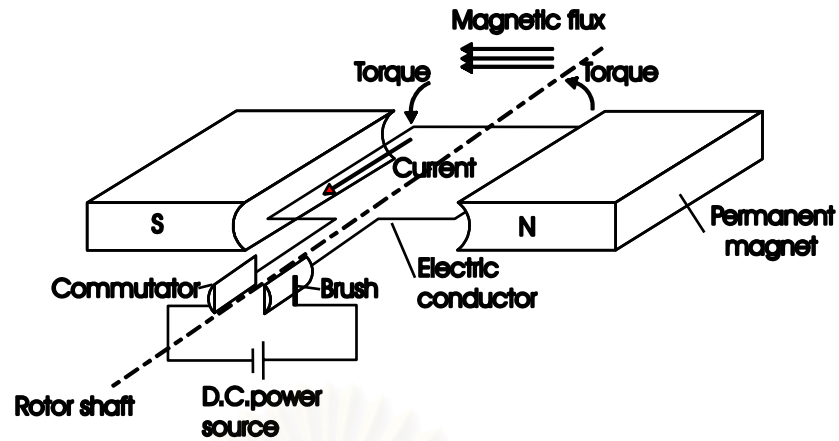 Magnetic flux
Torque
Torque
Current
S
N
Permanent
magnet
Electric
conductor
Commutator
Brush
Rotor shaft
D.C.power
source